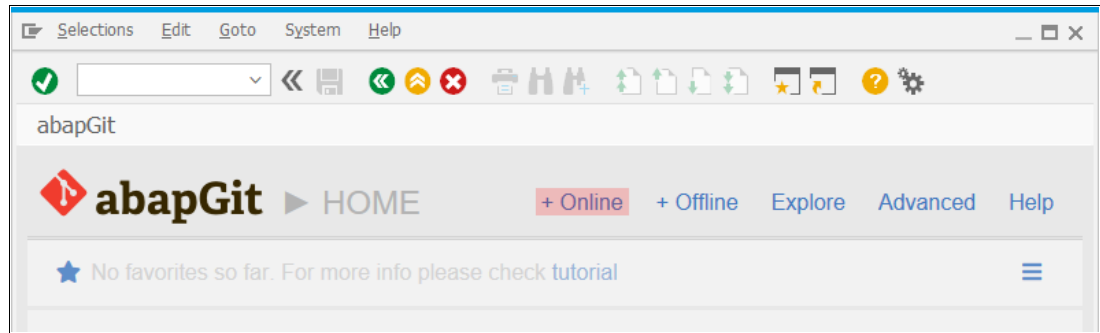 Selections Edit Goto System Help
abapGit
abapGit ► HOME + Online + Offline Explore Advanced Help
No favorites so far. For more info please check tutorial